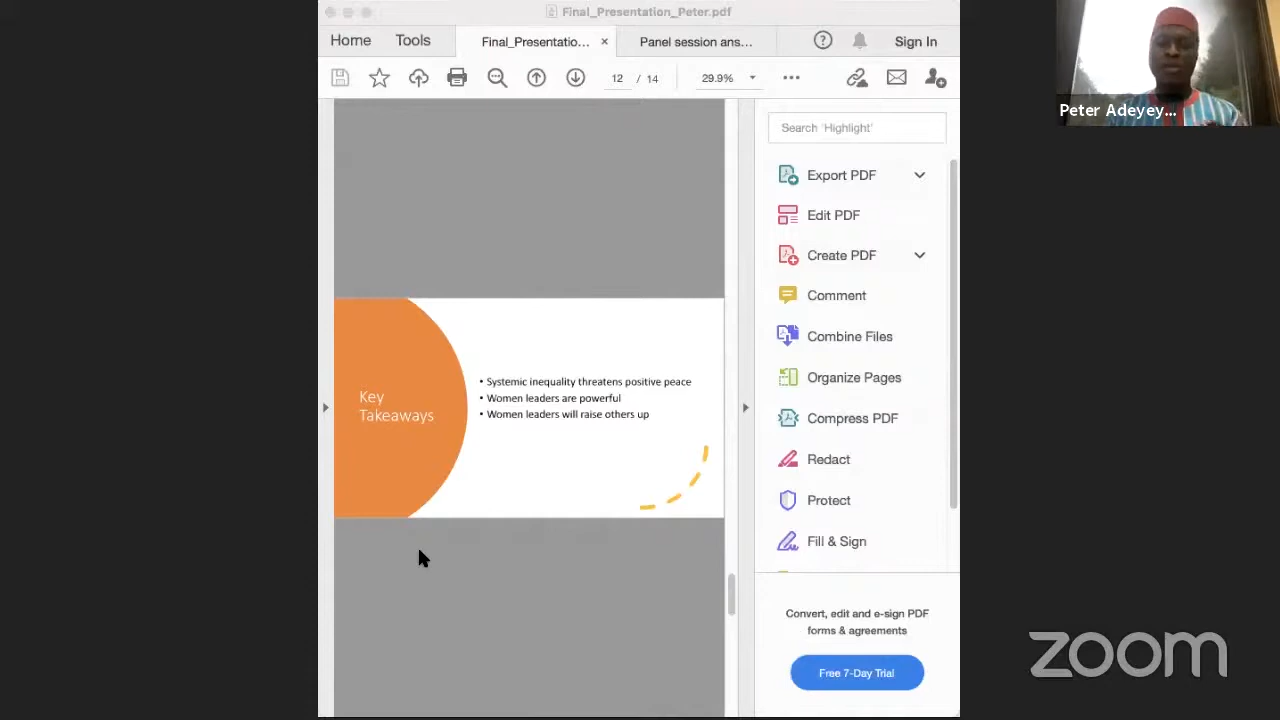 Final_Presentation_Peter.pdf
Home Tools Final_Presentatio... × Panel session ans... Sign In
12 / 14 29.9%
Search 'Highlight'
Export PDF
Edit PDF
Create PDF
Comment
Combine Files
Organize Pages
Compress PDF
Redact
Protect
Fill & Sign
Convert, edit and e-sign PDF
forms & agreements
Free 7-Day Trial
Key
Takeaways
• Systemic inequality threatens positive peace
• Women leaders are powerful
• Women leaders will raise others up
Peter Adeyey...
zoom